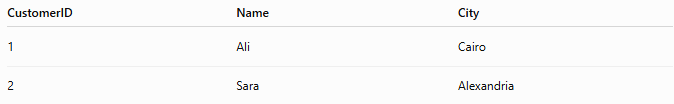 CustomerID Name City
1 Ali Cairo
2 Sara Alexandria